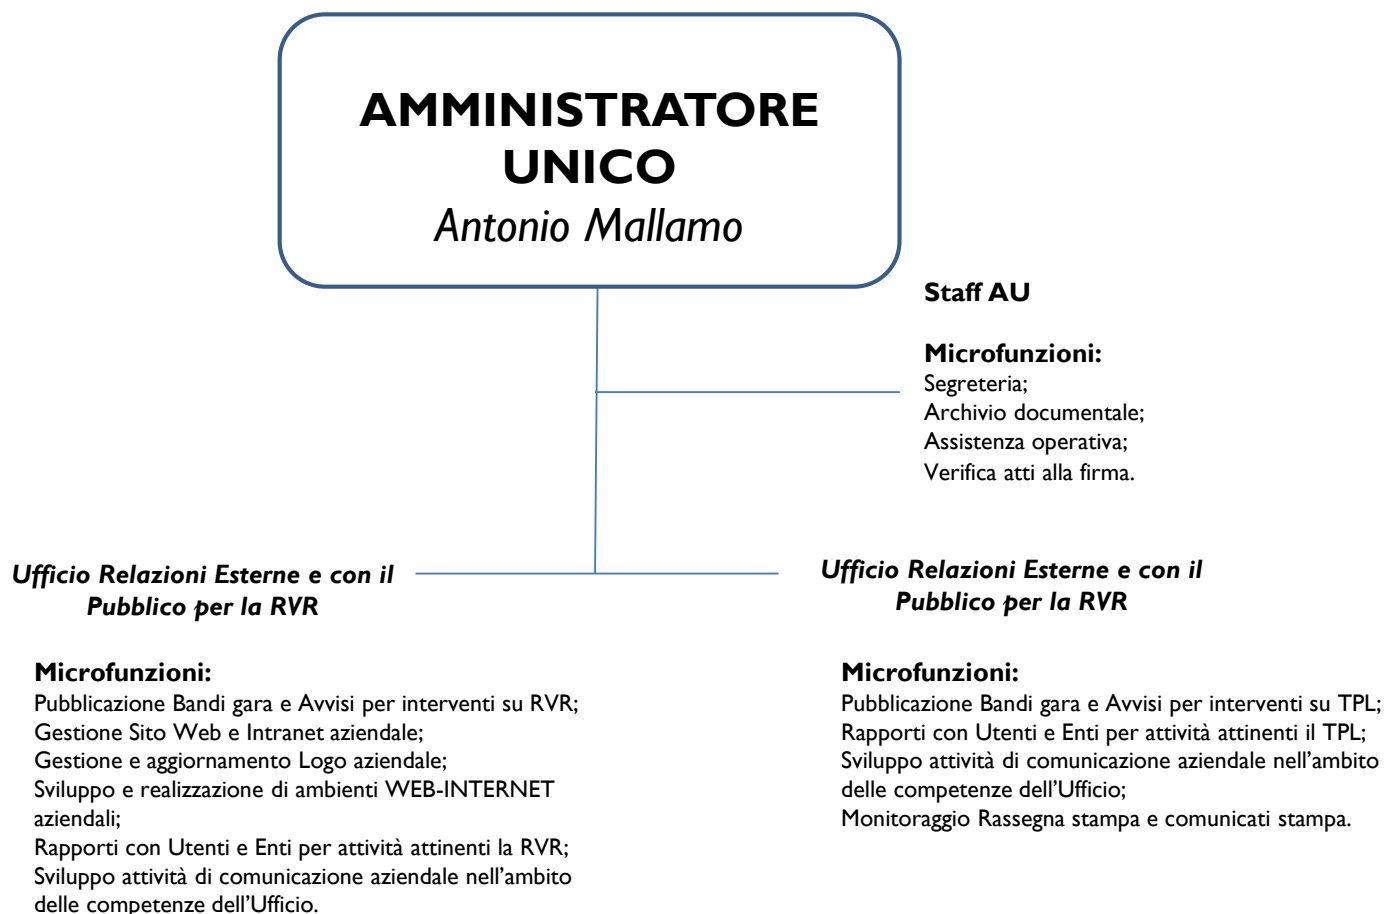 AMMINISTRATORE
UNICO
Antonio Mallamo
Staff AU
Microfunzioni:
Segreteria;
Archivio documentale;
Assistenza operativa;
Verifica atti alla firma.
Ufficio Relazioni Esterne e con il
Pubblico per la RVR
Microfunzioni:
Pubblicazione Bandi gara e Avvisi per interventi su RVR;
Gestione Sito Web e Intranet aziendale;
Gestione e aggiornamento Logo aziendale;
Sviluppo e realizzazione di ambienti WEB-INTERNET
aziendali;
Rapporti con Utenti e Enti per attività attinenti la RVR;
Sviluppo attività di comunicazione aziendale nell’ambito
delle competenze dell’Ufficio.
Ufficio Relazioni Esterne e con il
Pubblico per la RVR
Microfunzioni:
Pubblicazione Bandi gara e Avvisi per interventi su TPL;
Rapporti con Utenti e Enti per attività attinenti il TPL;
Sviluppo attività di comunicazione aziendale nell’ambito
delle competenze dell’Ufficio;
Monitoraggio Rassegna stampa e comunicati stampa.